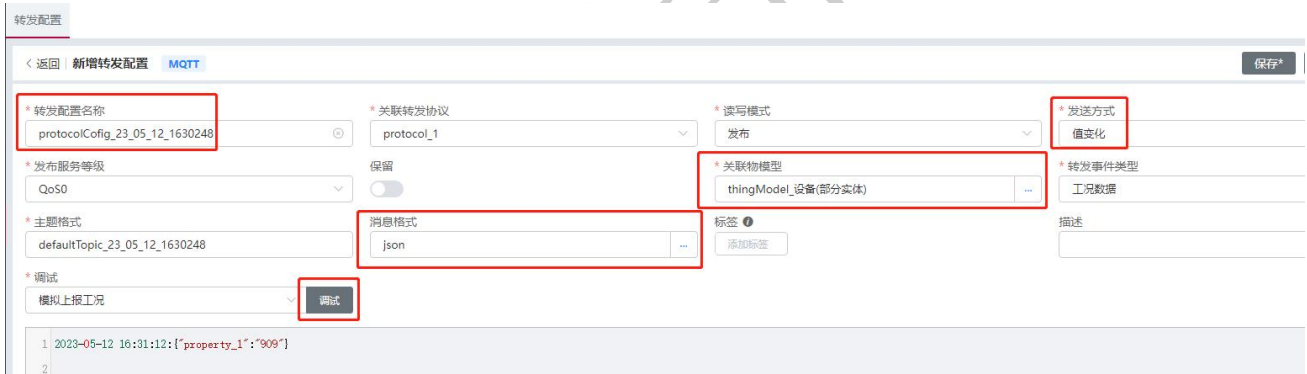 转发配置
< 返回 | 新增转发配置 MQTT 保存*
* 转发配置名称 * 关联转发协议 * 读写模式 * 发送方式
protocolCofig_23_05_12_1630248 protocol_1 发布 值变化
* 发布服务等级 保留 * 关联物模型 * 转发事件类型
QoS0 thingModel_设备(部分实体) ... 工况数据
* 主题格式 消息格式 标签 描述
defaultTopic_23_05_12_1630248 json ... 添加标签
* 调试
模拟上报工况 调试
1 2023-05-12 16:31:12:{"property_1":"909"}
2